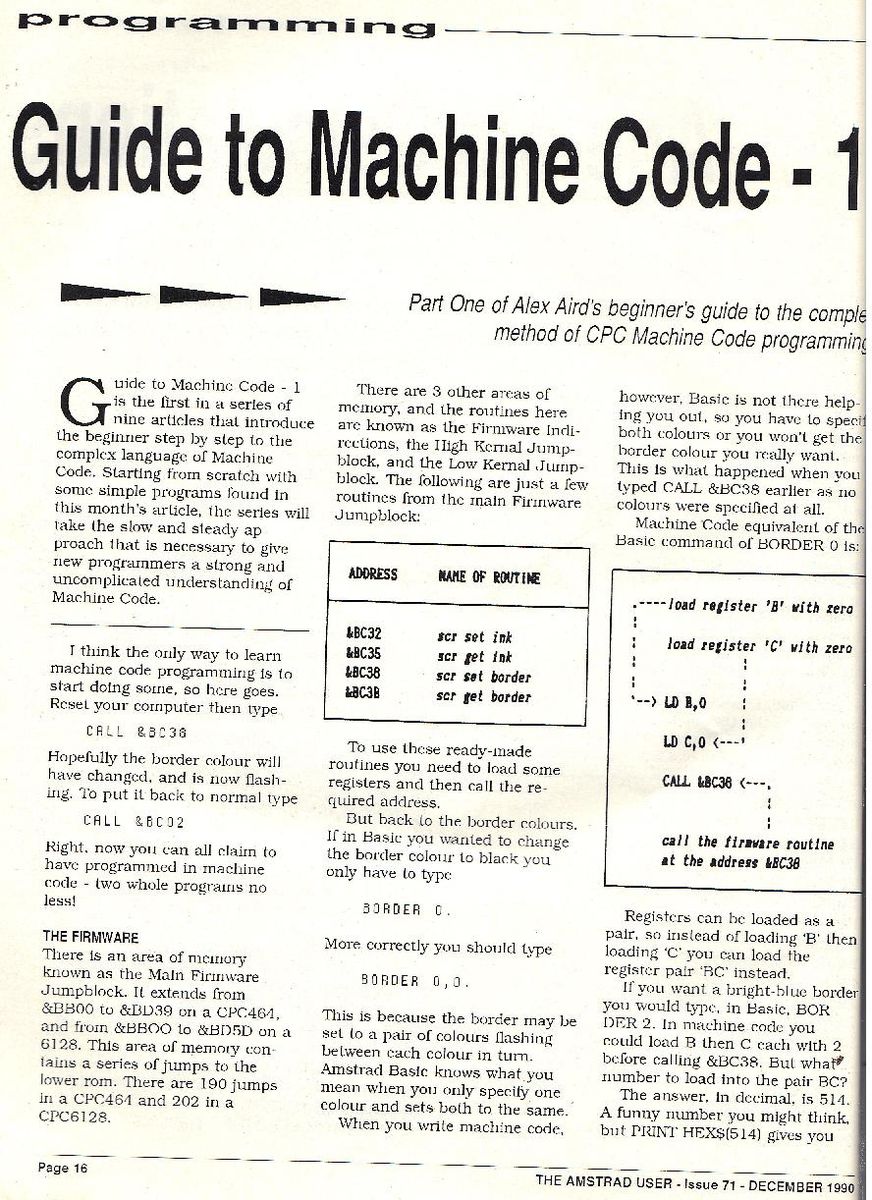 programming
Guide to Machine Code - 1
Part One of Alex Aird's beginner's guide to the comple
method of CPC Machine Code programming
Guide to Machine Code - 1
is the first in a series of
nine articles that introduce
the beginner step by step to the
complex language of Machine
Code. Starting from scratch with
some simple programs found in
this month's article, the series will
take the slow and steady ap
proach that is necessary to give
new programmers a strong and
uncomplicated understanding of
Machine Code.
I think the only way to learn
machine code programming is to
start doing some, so here goes.
Reset your computer then type
CALL &BC38
Hopefully the border colour will
have changed, and is now flash-
ing. To put it back to normal type
CALL &BC02
Right, now you can all claim to
have programmed in machine
code - two whole programs no
less!
THE FIRMWARE
There is an area of memory
known as the Main Firmware
Jumpblock. It extends from
&BB00 to &BD39 on a CPC464,
and from &BBOO to &BD5D on a
6128. This area of memory con-
tains a series of jumps to the
lower rom. There are 190 jumps
in a CPC464 and 202 in a
CPC6128.
There are 3 other areas of
memory, and the routines here
are known as the Firmware Indi-
rections, the High Kernal Jump-
block, and the Low Kernal Jump-
block. The following are just a few
routines from the main Firmware
Jumpblock:
ADDRESS NAME OF ROUTINE
&BC32 scr set ink
&BC35 scr get ink
&BC38 scr set border
&BC3B scr get border
To use these ready-made
routines you need to load some
registers and then call the re-
quired address.
But back to the border colours.
If in Basic you wanted to change
the border colour to black you
only have to type
BORDER 0.
More correctly you should type
BORDER 0,0.
This is because the border may be
set to a pair of colours flashing
between each colour in turn.
Amstrad Basic knows what you
mean when you only specify one
colour and sets both to the same.
When you write machine code,
however, Basic is not there help-
ing you out, so you have to specif
both colours or you won't get the
border colour you really want.
This is what happened when you
typed CALL &BC38 earlier as no
colours were specified at all.
Machine Code equivalent of the
Basic command of BORDER 0 is:
.----load register 'B' with zero
load register 'C' with zero
'--> LD B,0
LD C,0 <---'
CALL &BC38 <---.
call the firmware routine
at the address &BC38
Registers can be loaded as a
pair, so instead of loading 'B' then
loading 'C' you can load the
register pair 'BC' instead.
If you want a bright-blue border
you would type, in Basic, BOR
DER 2. In machine code you
could load B then C each with 2
before calling &BC38. But what
number to load into the pair BC?
The answer, in decimal, is 514.
A funny number you might think,
but PRINT HEX$(514) gives you
Page 16
THE AMSTRAD USER - Issue 71 - DECEMBER 1990